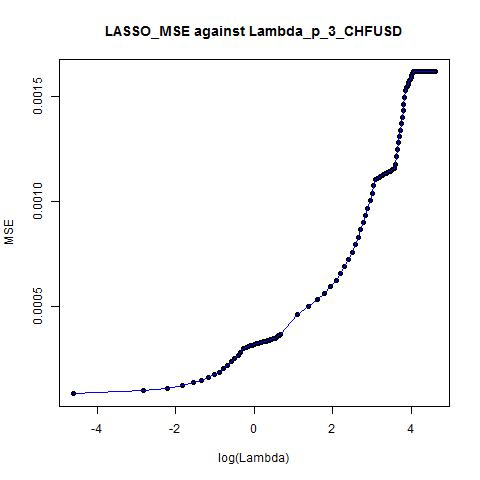 LASSO_MSE against Lambda_p_3_CHFUSD
0.0015
0.0010
0.0005
MSE
-4 -2 0 2 4
log(Lambda)